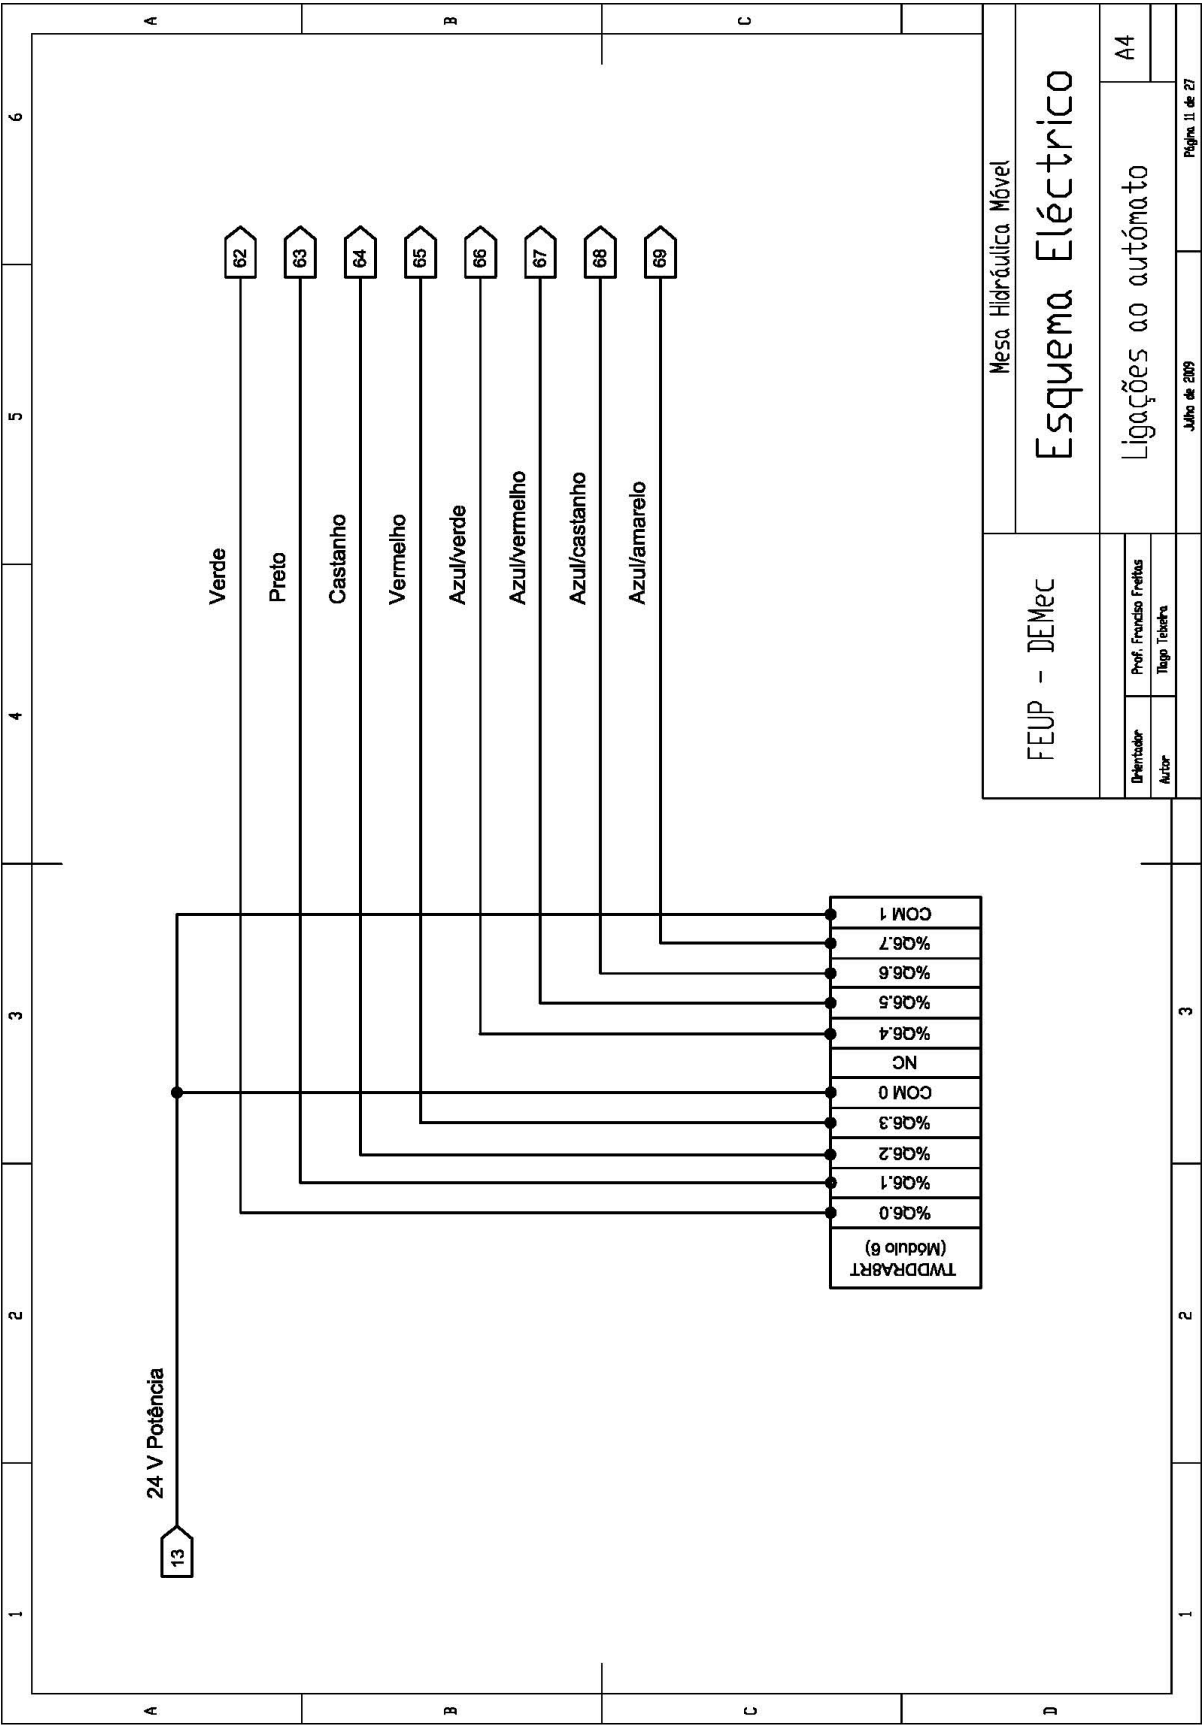 1
2
3
4
5
6
A
B
C
A
B
C
D
1
2
3
13
24 V Potência
Verde
62
Preto
63
Castanho
64
Vermelho
65
Azul/verde
66
Azul/vermelho
67
Azul/castanho
68
Azul/amarelo
69
TWDDRA8RT
(Módulo 6)
%Q6.0
%Q6.1
%Q6.2
%Q6.3
COM 0
NC
%Q6.4
%Q6.5
%Q6.6
%Q6.7
COM 1
FEUP - DEMec
Mesa Hidráulica Móvel
Esquema Eléctrico
Orientador
Prof. Franciso Freitas
Autor
Tiago Teixeira
Ligações ao autómato
A4
Julho de 2009
Página 11 de 27